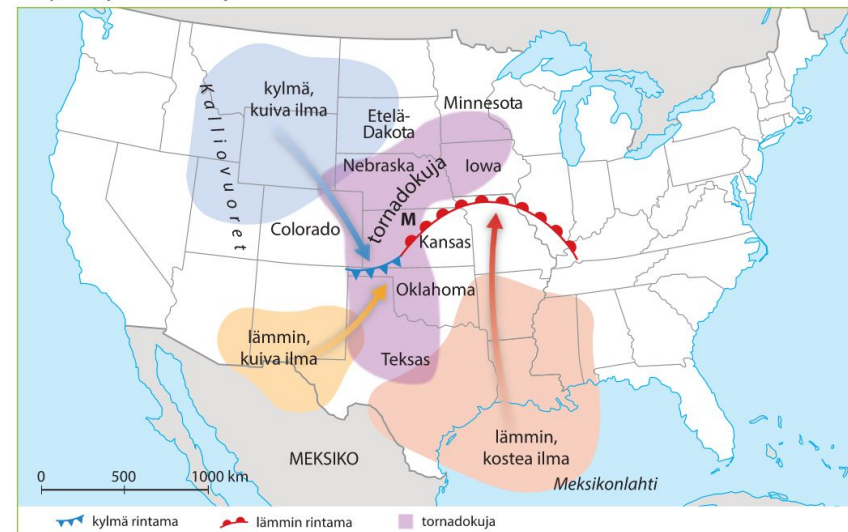 kylmä,
kuiva ilma
Kalliovuoret
Etelä-
Dakota
Minnesota
Nebraska
Iowa
tornadokuja
M
Colorado
Kansas
Oklahoma
lämmin,
kuiva ilma
Teksas
lämmin,
kostea ilma
MEKSIKO
Meksikonlahti
0 500 1000 km
kylmä rintama
lämmin rintama
tornadokuja